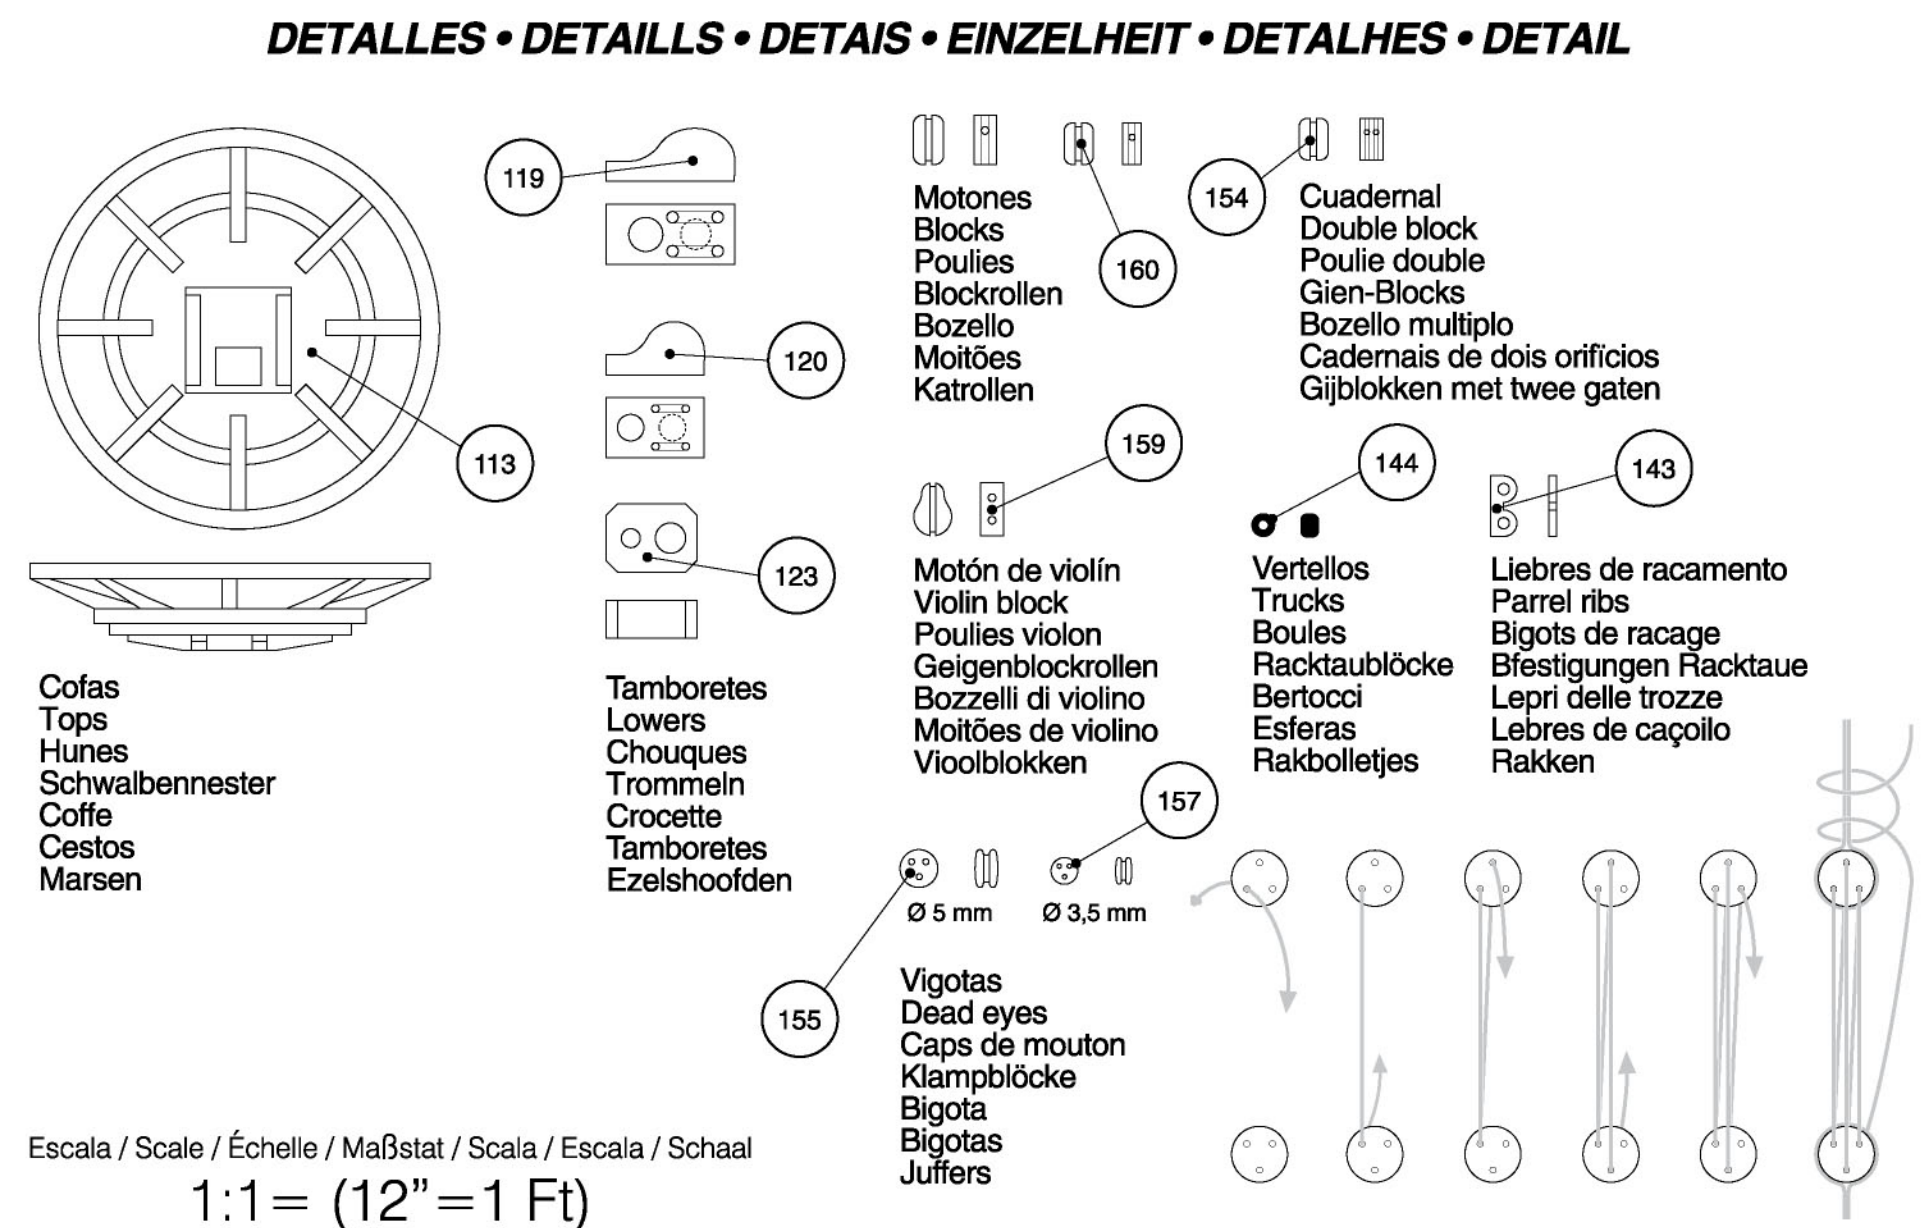 DETALLES • DETAILLS • DETAIS • EINZELHEIT • DETALHES • DETAIL
119
120
123
113
Cofas
Tops
Hunes
Schwalbennester
Coffe
Cestos
Marsen
Tamboretes
Lowers
Chouques
Trommeln
Crocette
Tamboretes
Ezelshoofden
160
Motones
Blocks
Poulies
Blockrollen
Bozello
Moitões
Katrollen
154
Cuadernal
Double block
Poulie double
Gien-Blocks
Bozello multiplo
Cadernais de dois orificios
Gijblokken met twee gaten
159
Motón de violín
Violin block
Poulies violon
Geigenblockrollen
Bozzelli di violino
Moitões de violino
Vioolblokken
144
Vertellos
Trucks
Boules
Racktaublöcke
Bertocci
Esferas
Rakbolletjes
143
Liebres de racamento
Parrel ribs
Bigots de racage
Bfestigungen Racktaue
Lepri delle trozze
Lebres de caçoilo
Rakken
157
155
Ø 5 mm
Ø 3,5 mm
Vigotas
Dead eyes
Caps de mouton
Klampblöcke
Bigota
Bigotas
Juffers
Escala / Scale / Échelle / Maßstat / Scala / Escala / Schaal
1:1= (12”=1 Ft)